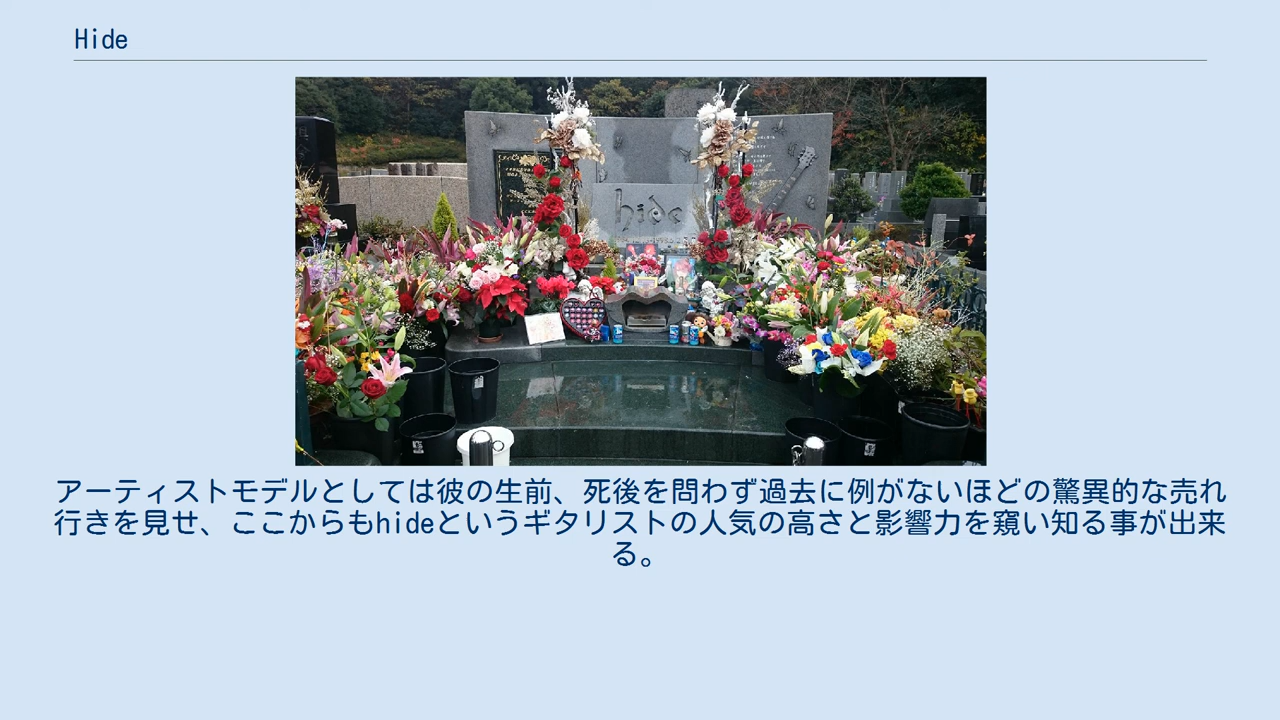 Hide
hide
アーティストモデルとしては彼の生前、死後を問わず過去に例がないほどの驚異的な売れ
行きを見せ、ここからもhideというギタリストの人気の高さと影響力を窺い知る事が出来
る。